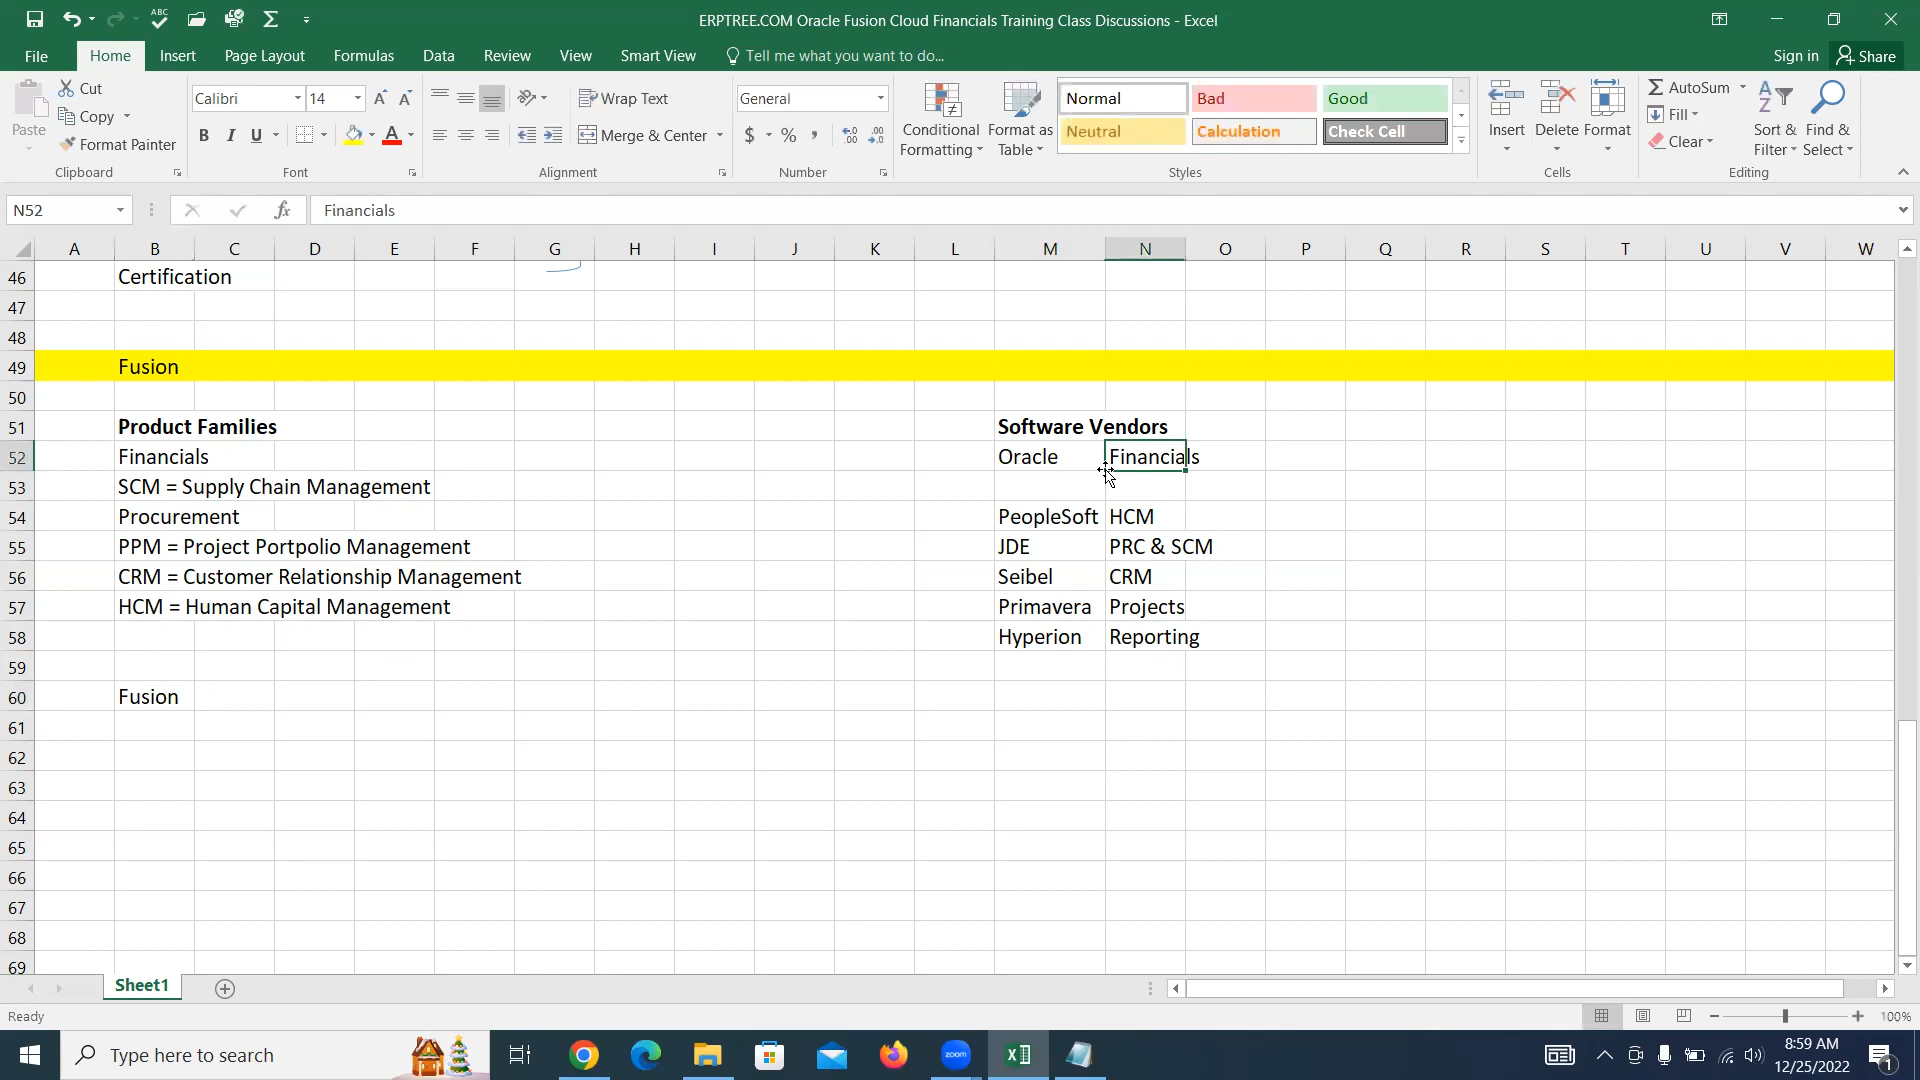 ERPTREE.COM Oracle Fusion Cloud Financials Training Class Discussions - Excel
File Home Insert Page Layout Formulas Data Review View Smart View Tell me what you want to do... Sign in Share
Paste Cut
Copy
Format Painter
Clipboard
Calibri 14
B I U
Font
Wrap Text
Merge & Center
Alignment
General
$ % ,
Number
Conditional Formatting
Format as Table
Normal Bad Good
Neutral Calculation Check Cell
Styles
Insert Delete Format
Cells
AutoSum
Fill
Clear
Sort & Filter
Find & Select
Editing
N52 fx Financials
A B C D E F G H I J K L M N O P Q R S T U V W
46 Certification
47
48
49 Fusion
50
51 Product Families Software Vendors
52 Financials Oracle Financials
53 SCM = Supply Chain Management
54 Procurement PeopleSoft HCM
55 PPM = Project Portpolio Management JDE PRC & SCM
56 CRM = Customer Relationship Management Seibel CRM
57 HCM = Human Capital Management Primavera Projects
58 Hyperion Reporting
59
60 Fusion
61
62
63
64
65
66
67
68
69
Sheet1
Ready 100%
Type here to search zoom 8:59 AM
12/25/2022 1